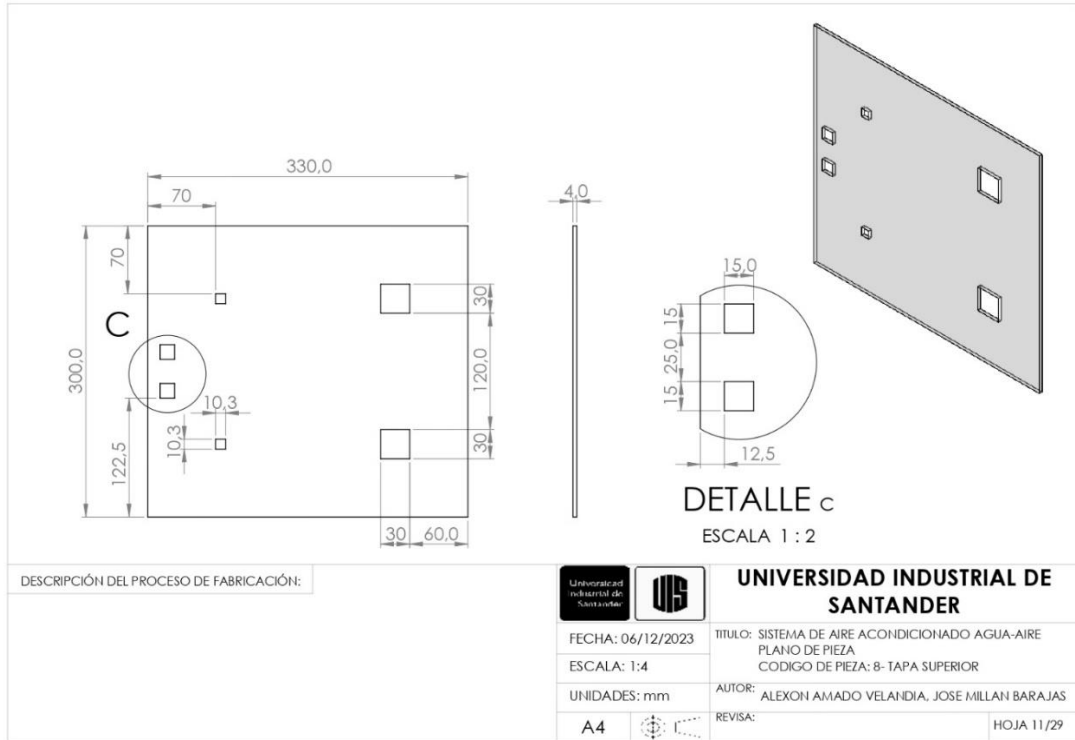 330,0
70
70
300,0
C
122,5
10,3
10,3
30
120,0
30
30
60,0
4,0
15,0
15
25,0
15
12,5
DETALLE C
ESCALA 1 : 2
DESCRIPCIÓN DEL PROCESO DE FABRICACIÓN:
Universidad
Industrial de
Santander
UIS
UNIVERSIDAD INDUSTRIAL DE
SANTANDER
FECHA: 06/12/2023
TITULO: SISTEMA DE AIRE ACONDICIONADO AGUA-AIRE
PLANO DE PIEZA
CODIGO DE PIEZA: 8- TAPA SUPERIOR
ESCALA: 1:4
UNIDADES: mm
AUTOR: ALEXON AMADO VELANDIA, JOSE MILLAN BARAJAS
A4
REVISA:
HOJA 11/29